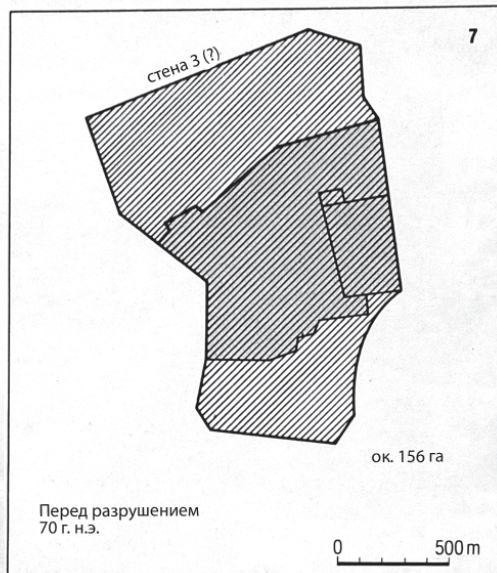 7
стена 3 (?)
ок. 156 га
Перед разрушением
70 г. н.э.
0 500 m